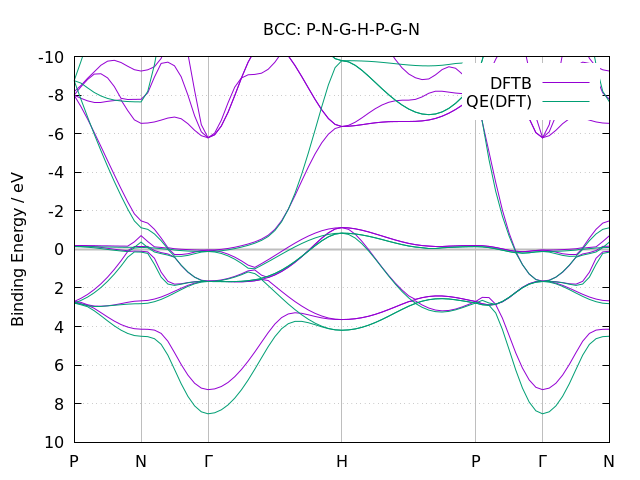 BCC: P-N-G-H-P-G-N
-10
-8
-6
-4
-2
0
2
4
6
8
10
Binding Energy / eV
DFTB
QE(DFT)
P N Γ H P Γ N